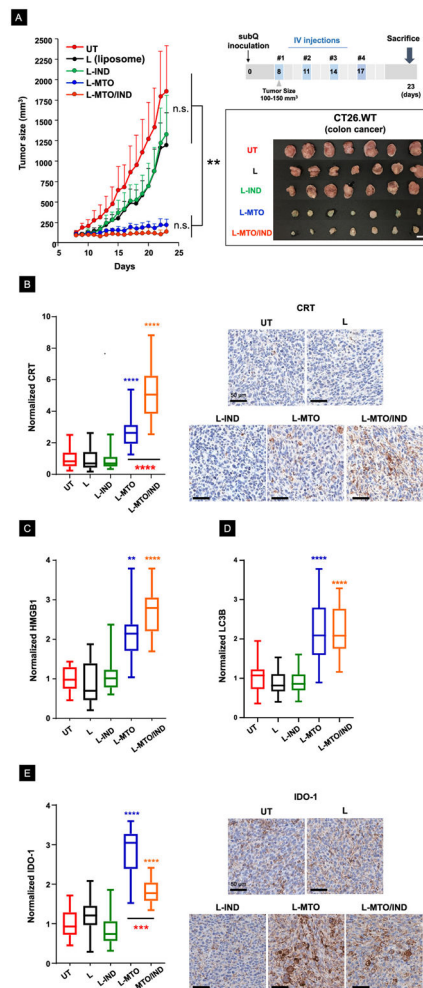 A
UT
L (liposome)
L-IND
L-MTO
L-MTO/IND
Tumor size (mm³)
2500
2250
2000
1750
1500
1250
1000
750
500
250
0
0 5 10 15 20 25
Days
n.s.
n.s.
**
subQ
inoculation
IV injections
Sacrifice
#1 #2 #3 #4
0 8 11 14 17
23
(days)
Tumor Size
100-150 mm³
CT26.WT
(colon cancer)
UT
L
L-IND
L-MTO
L-MTO/IND
B
Normalized CRT
10
8
6
4
2
0
****
****
****
UT L L-IND L-MTO L-MTO/IND
CRT
UT L
50 µm
L-IND L-MTO L-MTO/IND
C
Normalized HMGB1
4
3
2
1
0
**
****
UT L L-IND L-MTO L-MTO/IND
D
Normalized LC3B
4
3
2
1
0
****
****
UT L L-IND L-MTO L-MTO/IND
E
Normalized IDO-1
4
3
2
1
0
****
****
***
UT L L-IND L-MTO L-MTO/IND
IDO-1
UT L
50 µm
L-IND L-MTO L-MTO/IND